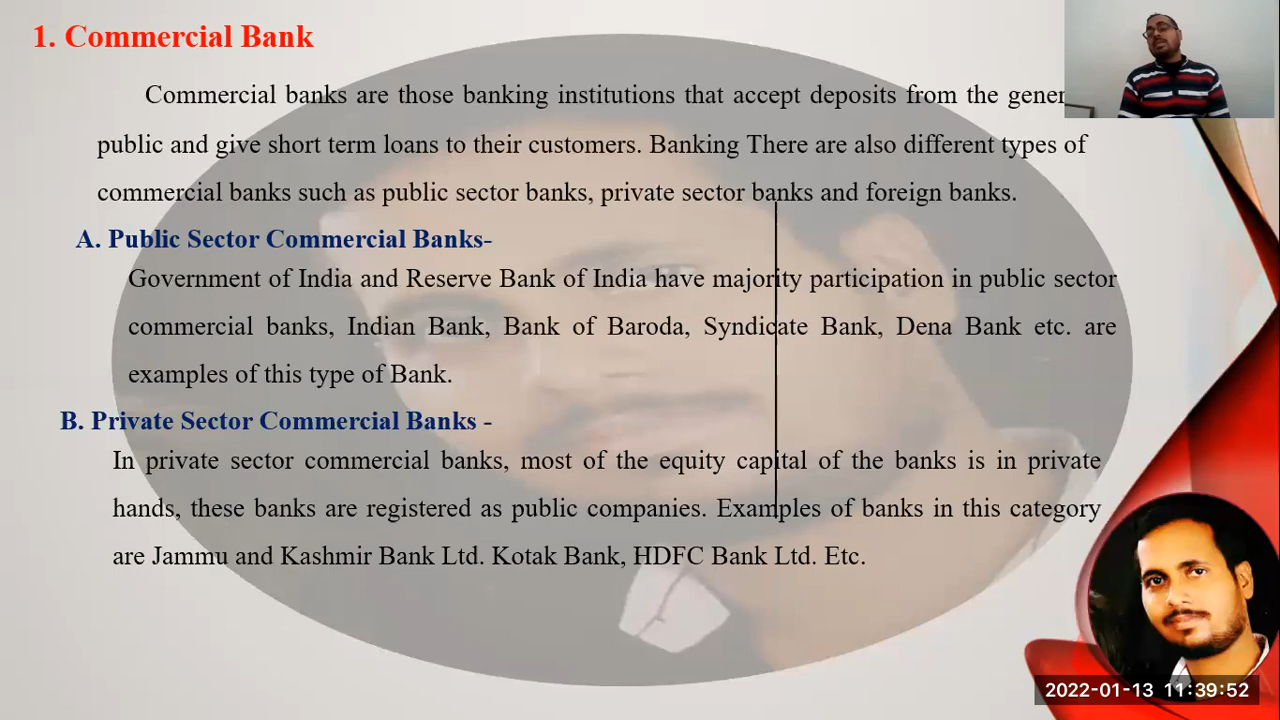 1. Commercial Bank
Commercial banks are those banking institutions that accept deposits from the gener
public and give short term loans to their customers. Banking There are also different types of
commercial banks such as public sector banks, private sector banks and foreign banks.
A. Public Sector Commercial Banks-
Government of India and Reserve Bank of India have majority participation in public sector
commercial banks, Indian Bank, Bank of Baroda, Syndicate Bank, Dena Bank etc. are
examples of this type of Bank.
B. Private Sector Commercial Banks -
In private sector commercial banks, most of the equity capital of the banks is in private
hands, these banks are registered as public companies. Examples of banks in this category
are Jammu and Kashmir Bank Ltd. Kotak Bank, HDFC Bank Ltd. Etc.
2022-01-13 11:39:52